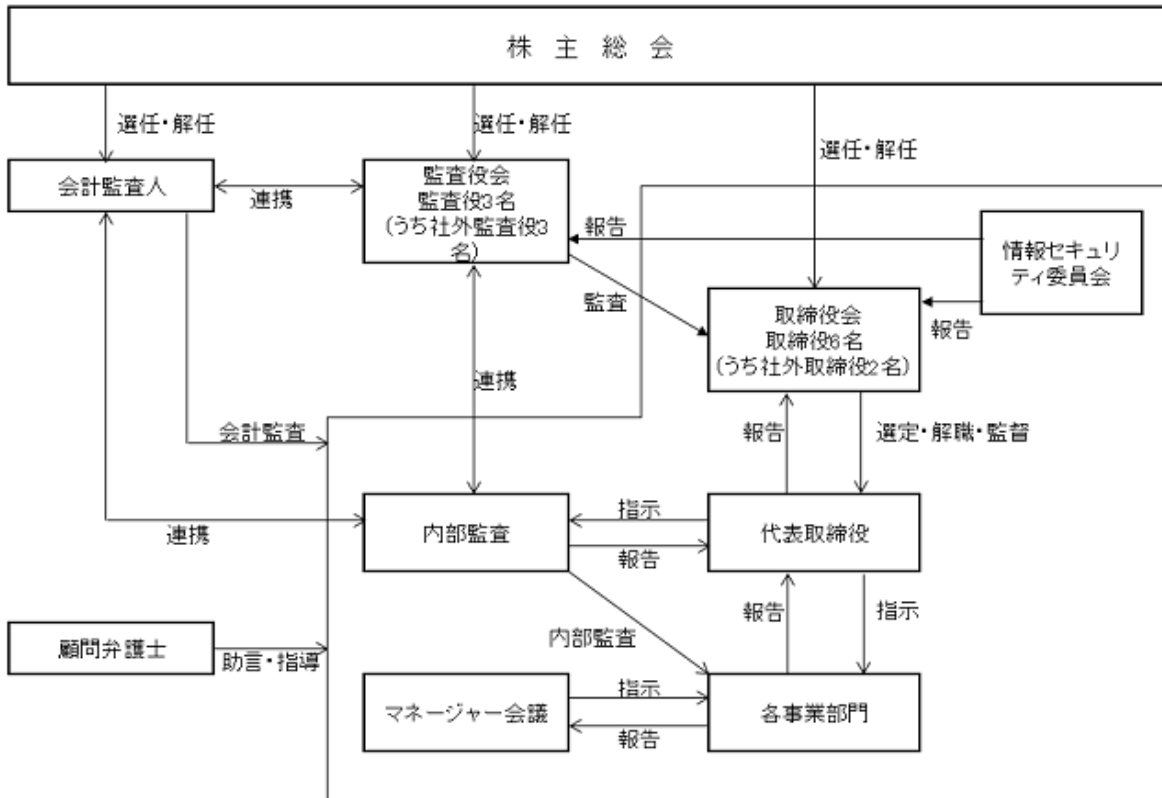 株 主 総 会
選任・解任
選任・解任
選任・解任
会計監査人
連携
監査役会
監査役3名
(うち社外監査役3
名)
報告
情報セキュリ
ティ委員会
監査
取締役会
取締役6名
(うち社外取締役2名)
報告
連携
会計監査
報告
選定・解職・監督
連携
内部監査
指示
報告
代表取締役
報告
指示
顧問弁護士
助言・指導
内部監査
マネージャー会議
指示
報告
各事業部門